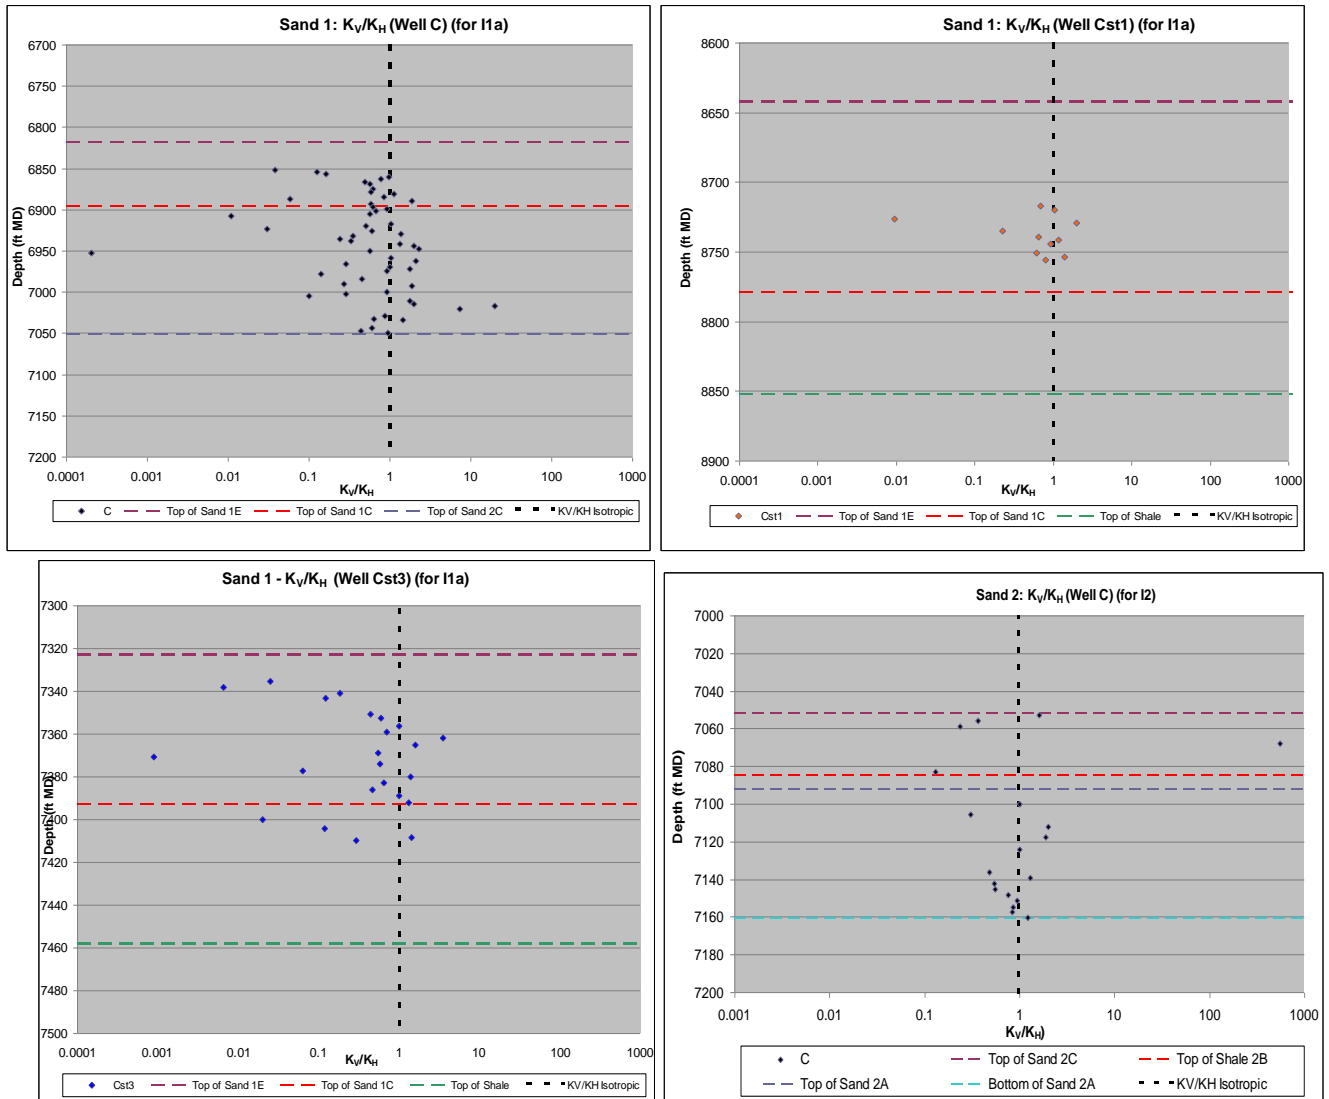 Sand 1: KV/KH (Well C) (for I1a)
6700
6750
6800
6850
6900
6950
7000
7050
7100
7150
7200
Depth (ft MD)
0.0001 0.001 0.01 0.1 1 10 100 1000
KV/KH
C Top of Sand 1E Top of Sand 1C Top of Sand 2C KV/KH Isotropic
Sand 1: KV/KH (Well Cst1) (for I1a)
8600
8650
8700
8750
8800
8850
8900
Depth (ft MD)
0.0001 0.001 0.01 0.1 1 10 100 1000
KV/KH
Cst1 Top of Sand 1E Top of Sand 1C Top of Shale KV/KH Isotropic
Sand 1 - KV/KH (Well Cst3) (for I1a)
7300
7320
7340
7360
7380
7400
7420
7440
7460
7480
7500
Depth (ft MD)
0.0001 0.001 0.01 0.1 1 10 100 1000
KV/KH
Cst3 Top of Sand 1E Top of Sand 1C Top of Shale KV/KH Isotropic
Sand 2: KV/KH (Well C) (for I2)
7000
7020
7040
7060
7080
7100
7120
7140
7160
7180
7200
Depth (ft MD)
0.001 0.01 0.1 1 10 100 1000
KV/KH)
C Top of Sand 2C Top of Shale 2B
Top of Sand 2A Bottom of Sand 2A KV/KH Isotropic